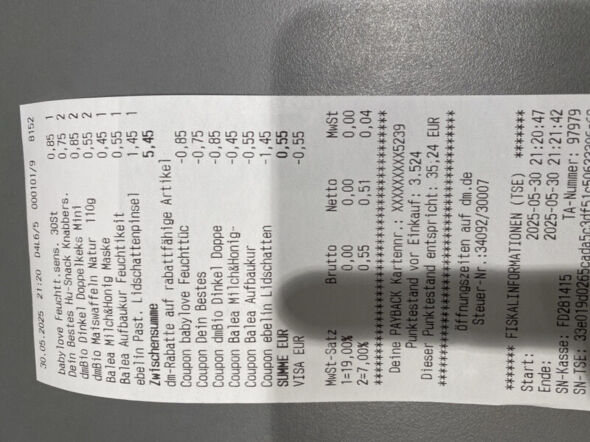 30.05.2025 21:20 D4L6/5 000101/9 8152
babylove Feuchtt.sens. 30St 0,85 1
Dein Bestes Hu-Snack Knabbers. 0,75 2
dmBio Dinkel Doppelkeks Mini 0,85 2
dmBio Maiswaffeln Natur 110g 0,55 2
Balea Milch&Honig Maske 0,45 1
Balea Aufbaukur Feuchtikeit 0,55 1
ebelin Past. Lidschattenpinsel 1,45 1
Zwischensumme 5,45
dm-Rabatte auf rabattfähige Artikel
Coupon babylove Feuchttüc -0,85
Coupon Dein Bestes -0,75
Coupon dmBio Dinkel Doppe -0,85
Coupon Balea Milch&Honig- -0,45
Coupon Balea Aufbaukur -0,55
Coupon ebelin Lidschatten -1,45
SUMME EUR 0,55
VISA EUR -0,55
MwSt-Satz Brutto Netto MwSt
1=19,00% 0,00 0,00 0,00
2=7,00% 0,55 0,51 0,04
Deine PAYBACK Kartennr.: XXXXXXXXX5239
Punktestand vor Einkauf: 3.524
Dieser Punktestand entspricht: 35,24 EUR
Öffnungszeiten auf dm.de
Steuer-Nr.:34092/30007
******* FISKALINFORMATIONEN (TSE) *******
Start: 2025-05-30 21:20:47
Ende: 2025-05-30 21:21:42
SN-Kasse: FD281415 TA-Nummer: 97979
SN-TSE: